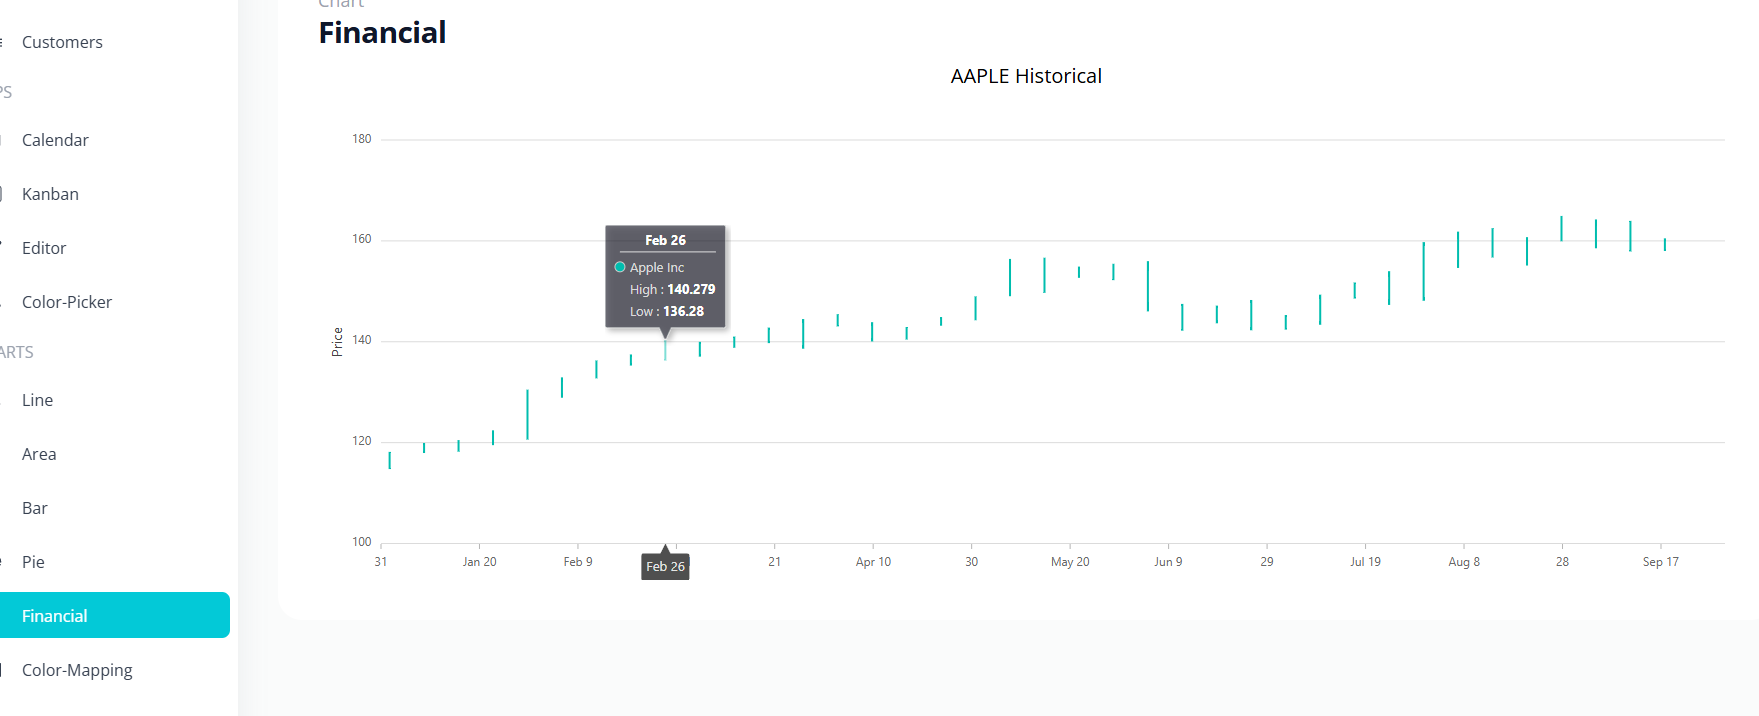 Chart
Financial
Customers
PS
Calendar
Kanban
Editor
Color-Picker
ARTS
Line
Area
Bar
Pie
Financial
Color-Mapping
AAPLE Historical
Price
180
160
140
120
100
Feb 26
Apple Inc
High : 140.279
Low : 136.28
31
Jan 20
Feb 9
Feb 26
21
Apr 10
30
May 20
Jun 9
29
Jul 19
Aug 8
28
Sep 17